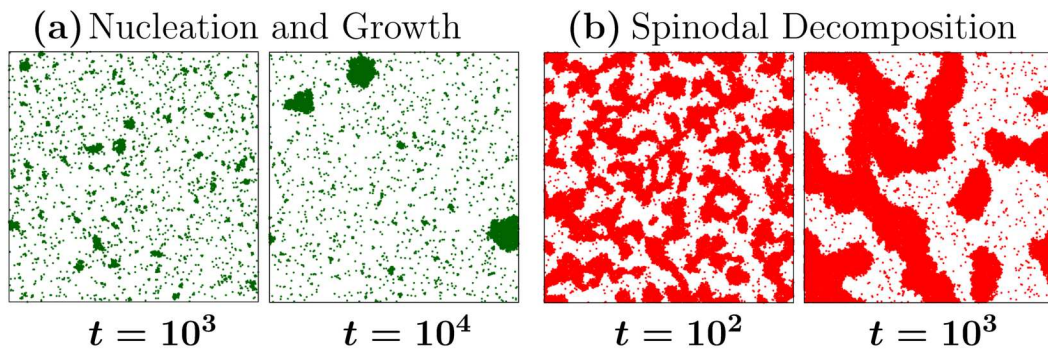 (a) Nucleation and Growth
(b) Spinodal Decomposition
t = 10³
t = 10⁴
t = 10²
t = 10³